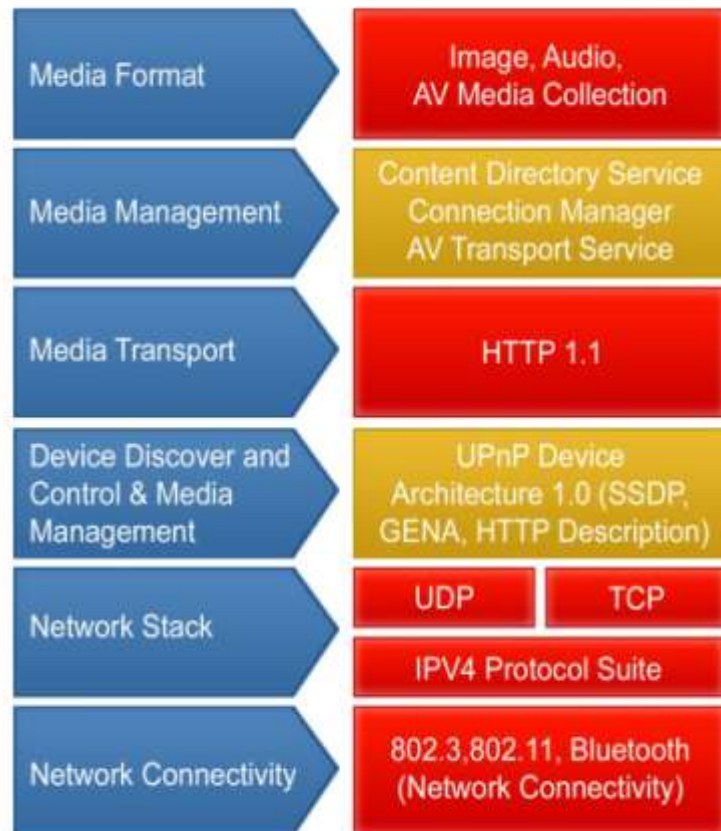 Media Format
Image, Audio,
AV Media Collection
Media Management
Content Directory Service
Connection Manager
AV Transport Service
Media Transport
HTTP 1.1
Device Discover and
Control & Media
Management
UPnP Device
Architecture 1.0 (SSDP,
GENA, HTTP Description)
Network Stack
UDP
TCP
IPV4 Protocol Suite
Network Connectivity
802.3,802.11, Bluetooth
(Network Connectivity)